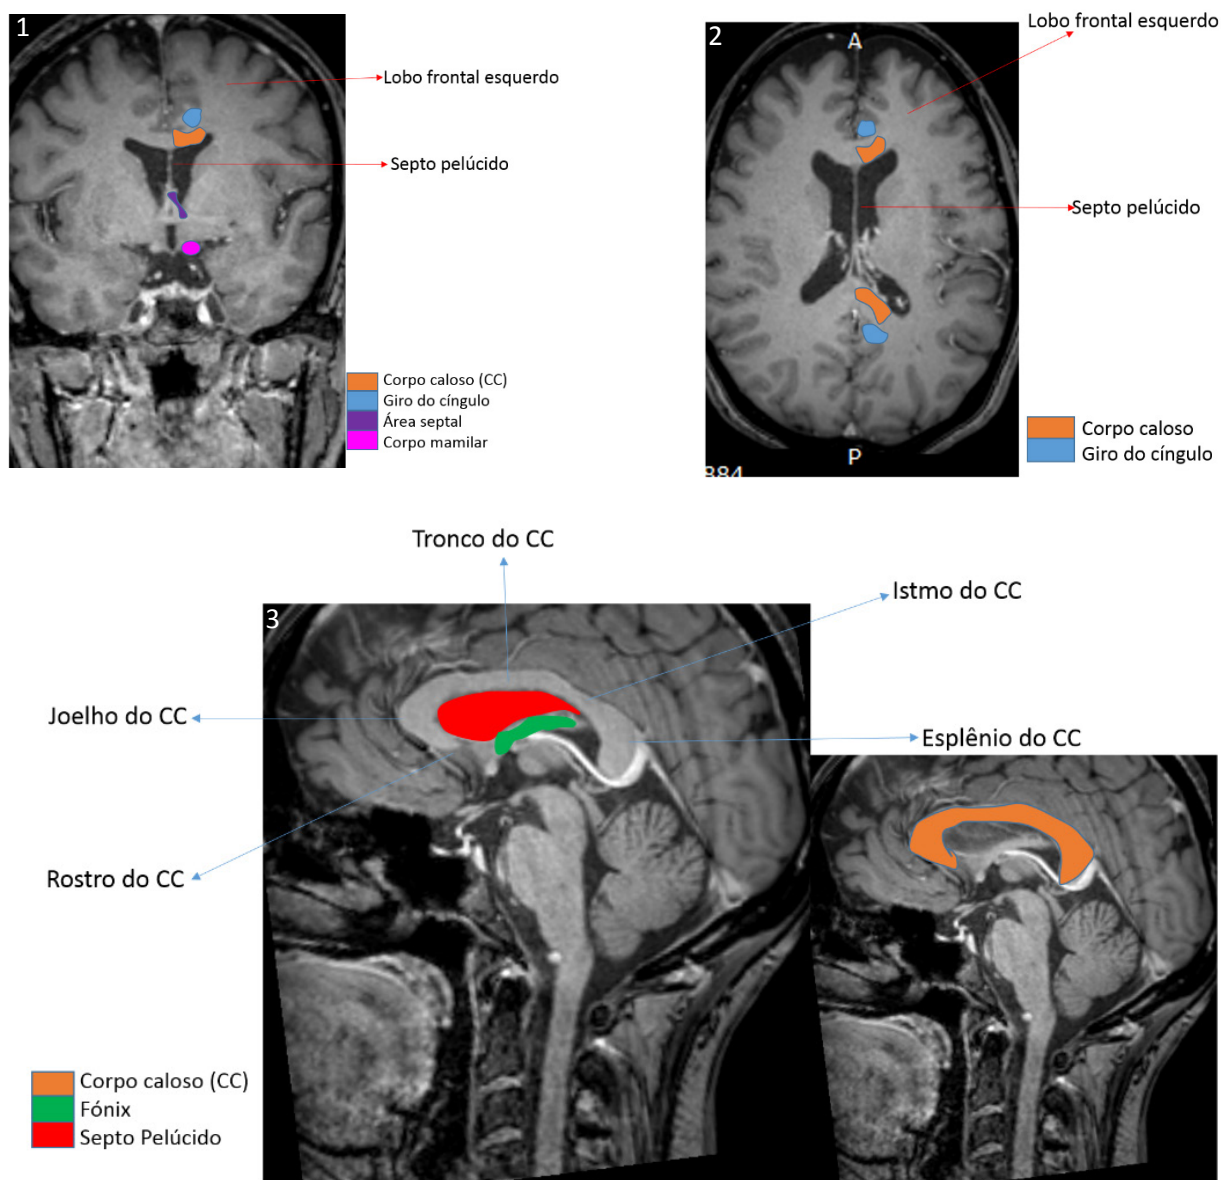 1
Lobo frontal esquerdo
Septo pelúcido
Corpo caloso (CC)
Giro do cíngulo
Área septal
Corpo mamilar
2
A
Lobo frontal esquerdo
Septo pelúcido
P
884
Corpo caloso
Giro do cíngulo
Tronco do CC
3
Istmo do CC
Joelho do CC
Esplênio do CC
Rostro do CC
Corpo caloso (CC)
Fónix
Septo Pelúcido